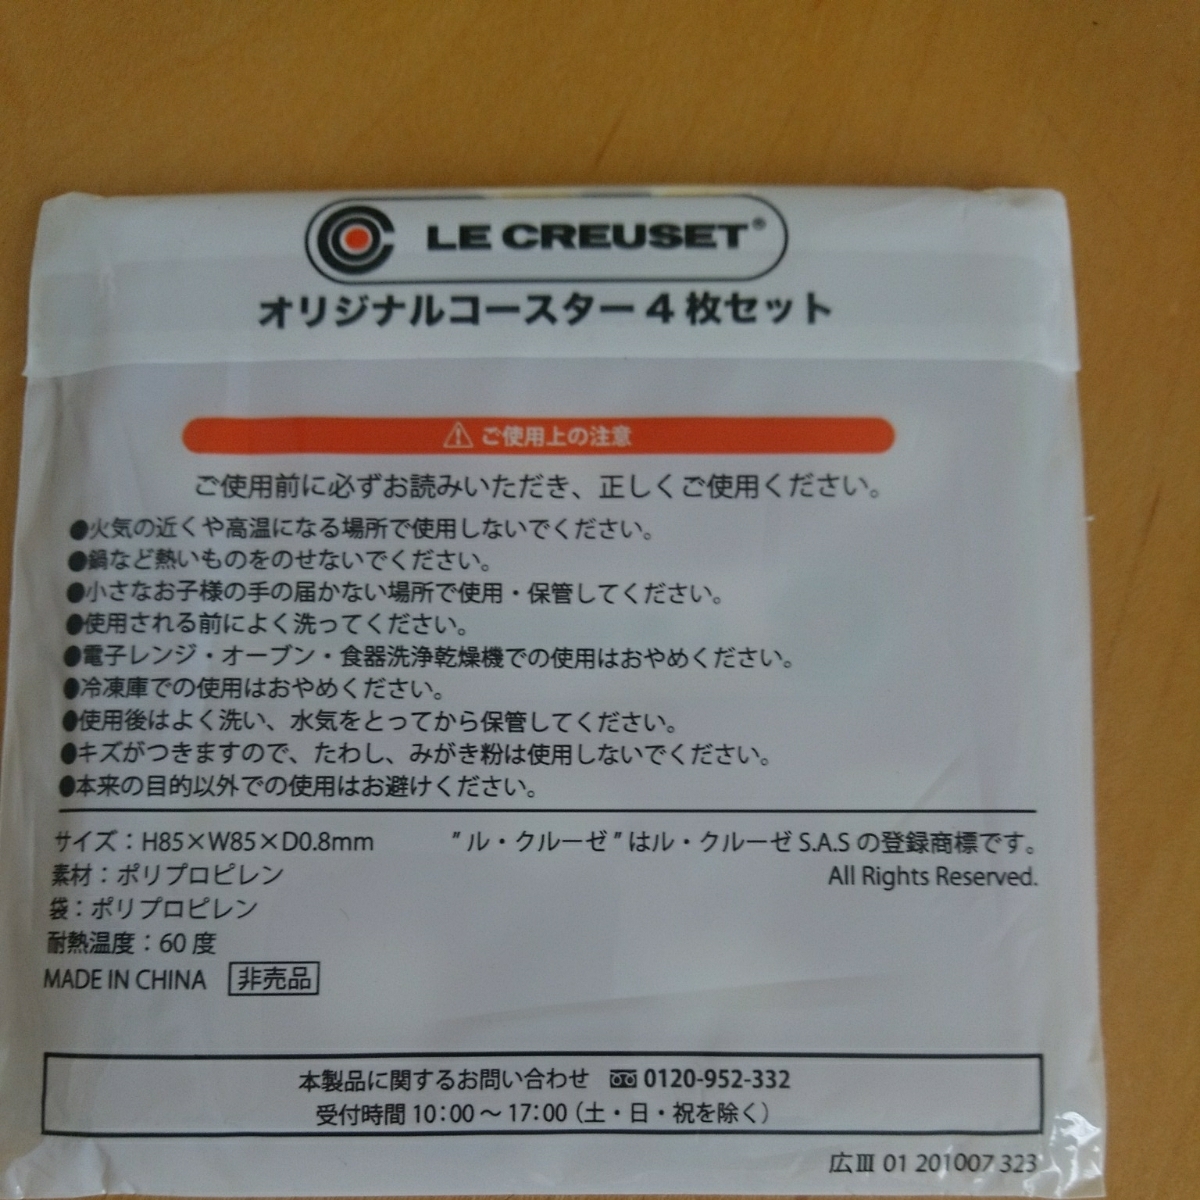 LE CREUSET®
オリジナルコースター4枚セット
⚠ ご使用上の注意
ご使用前に必ずお読みいただき、正しくご使用ください。
●火気の近くや高温になる場所で使用しないでください。
●鍋など熱いものをのせないでください。
●小さなお子様の手の届かない場所で使用・保管してください。
●使用される前によく洗ってください。
●電子レンジ・オーブン・食器洗浄乾燥機での使用はおやめください。
●冷凍庫での使用はおやめください。
●使用後はよく洗い、水気をとってから保管してください。
●キズがつきますので、たわし、みがき粉は使用しないでください。
●本来の目的以外での使用はお避けください。
サイズ：H85×W85×D0.8mm ”ル・クルーゼ”はル・クルーゼS.A.Sの登録商標です。
素材：ポリプロピレン All Rights Reserved.
袋：ポリプロピレン
耐熱温度：60度
MADE IN CHINA 非売品
本製品に関するお問い合わせ 0120-952-332
受付時間 10：00～17：00（土・日・祝を除く）
広Ⅲ 01 201007 323